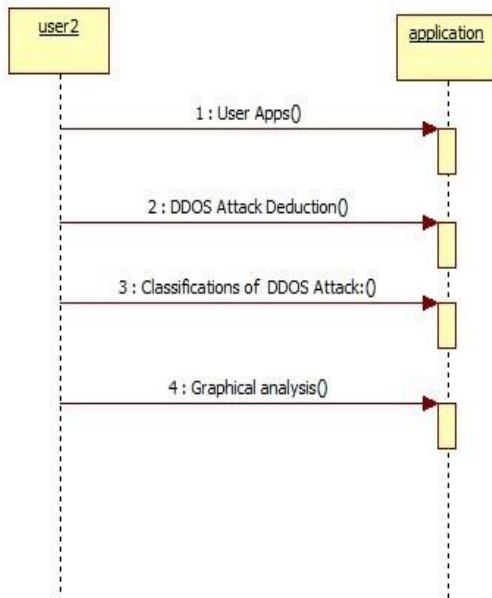 user2
application
1 : User Apps()
2 : DDOS Attack Deduction()
3 : Classifications of DDOS Attack:()
4 : Graphical analysis()